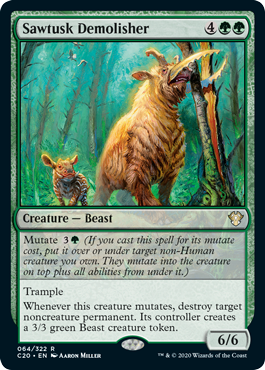 Sawtusk Demolisher 4
Creature — Beast
Mutate 3 (If you cast this spell for its mutate
cost, put it over or under target non-Human
creature you own. They mutate into the creature
on top plus all abilities from under it.)
Trample
Whenever this creature mutates, destroy target
noncreature permanent. Its controller creates
a 3/3 green Beast creature token.
6/6
064/322 R
C20 • EN Aaron Miller ™ & © 2020 Wizards of the Coast